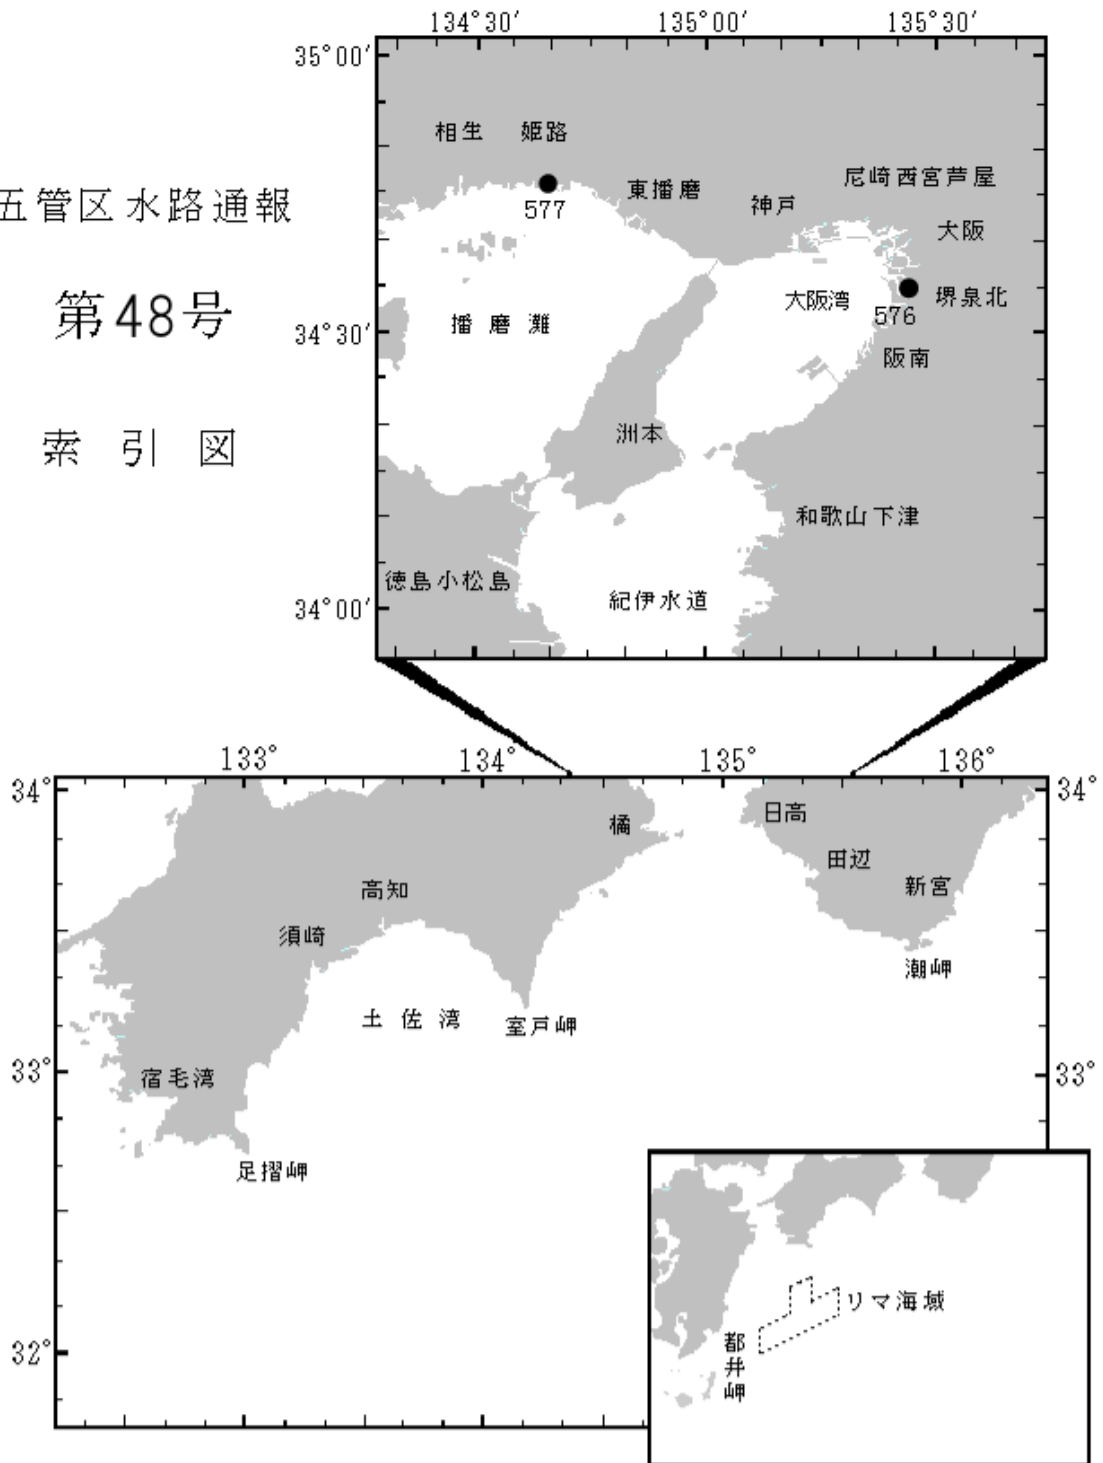 134°30′ 135°00′ 135°30′
35°00′
相生 姫路
尼崎西宮芦屋
東播磨
神戸
577
五管区水路通報
大阪
第48号
大阪湾
堺泉北
576
播磨灘
34°30′
阪南
索引図
洲本
和歌山下津
徳島小松島
紀伊水道
34°00′
133° 134° 135° 136°
34° 34°
橘
日高
田辺
高知
新宮
須崎
潮岬
土佐湾
室戸岬
33° 33°
宿毛湾
足摺岬
リマ海域
都井岬
32°